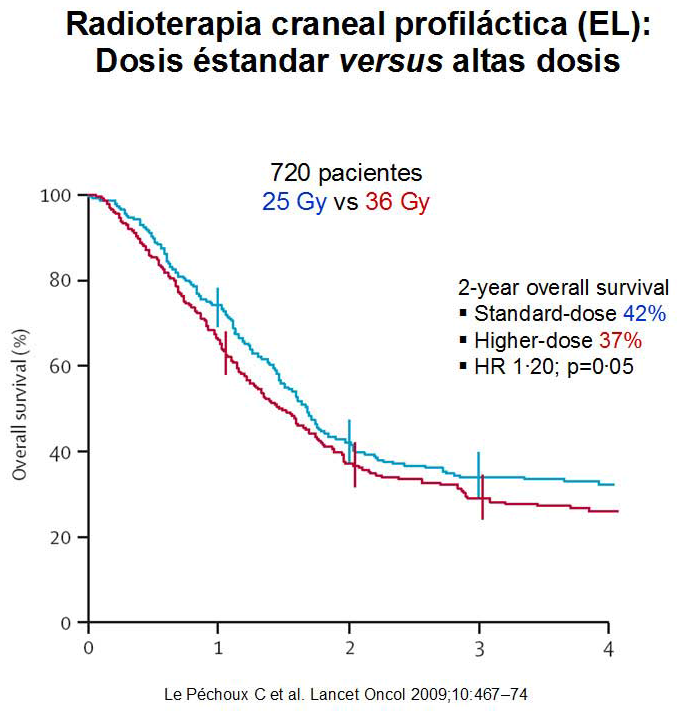 Radioterapia craneal profiláctica (EL):
Dosis éstandar versus altas dosis
720 pacientes
25 Gy vs 36 Gy
2-year overall survival
▪ Standard-dose 42%
▪ Higher-dose 37%
▪ HR 1·20; p=0·05
Overall survival (%)
100
80
60
40
20
0
0 1 2 3 4
Le Péchoux C et al. Lancet Oncol 2009;10:467–74